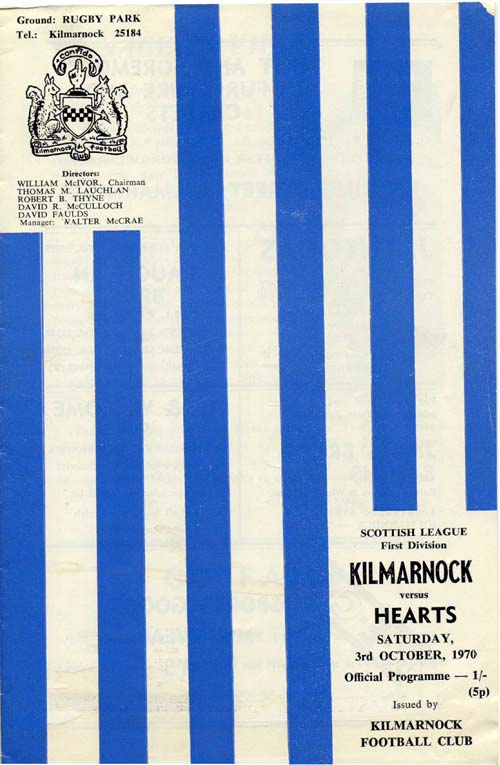 Ground: RUGBY PARK
Tel.: Kilmarnock 25184
confidemus
Kilmarnock Football
Club
Directors:
WILLIAM McIVOR, Chairman
THOMAS M. LAUCHLAN
ROBERT B. THYNE
DAVID R. McCULLOCH
DAVID FAULDS
Manager: WALTER McCRAE
SCOTTISH LEAGUE
First Division
KILMARNOCK
versus
HEARTS
SATURDAY,
3rd OCTOBER, 1970
Official Programme — 1/-
(5p)
Issued by
KILMARNOCK
FOOTBALL CLUB